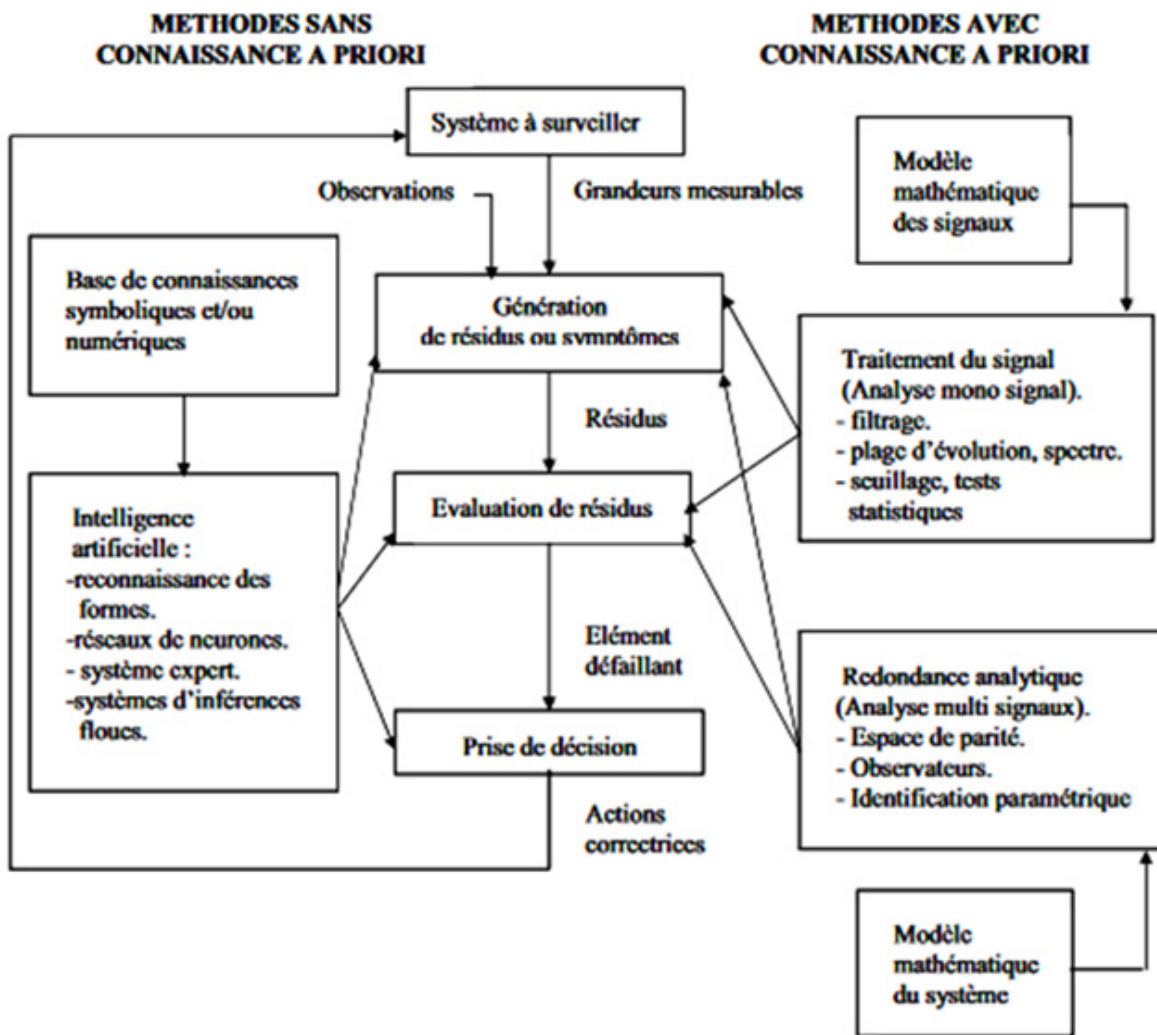 METHODES SANS
CONNAISSANCE A PRIORI
METHODES AVEC
CONNAISSANCE A PRIORI
Système à surveiller
Observations
Grandeurs mesurables
Modèle
mathématique
des signaux
Base de connaissances
symboliques et/ou
numériques
Génération
de résidus ou symptômes
Traitement du signal
(Analyse mono signal).
- filtrage.
- plage d'évolution, spectre.
- seuillage, tests
statistiques
Résidus
Intelligence
artificielle :
-reconnaissance des
formes.
-réseaux de neurones.
- système expert.
-systèmes d'inférences
floues.
Evaluation de résidus
Elément
défaillant
Redondance analytique
(Analyse multi signaux).
- Espace de parité.
- Observateurs.
- Identification paramétrique
Prise de décision
Actions
correctrices
Modèle
mathématique
du système